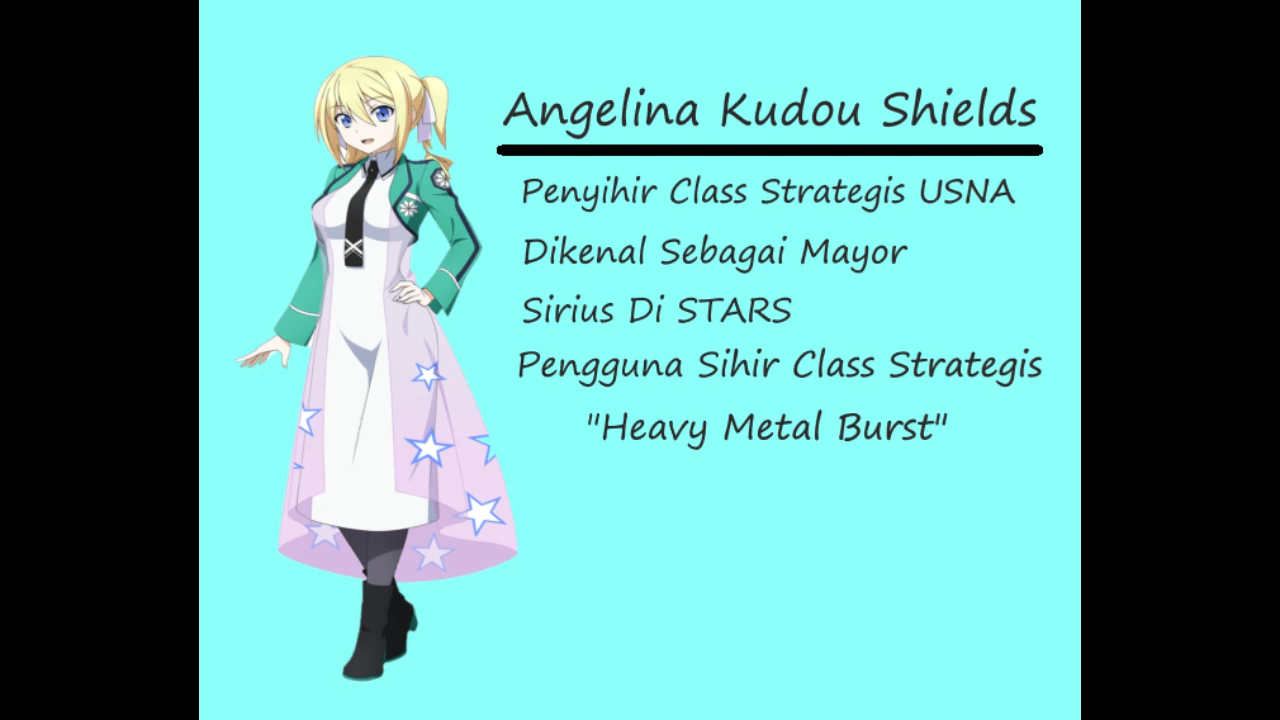 Angelina Kudou Shields
Penyihir Class Strategis USNA
Dikenal Sebagai Mayor
Sirius Di STARS
Pengguna Sihir Class Strategis
"Heavy Metal Burst"